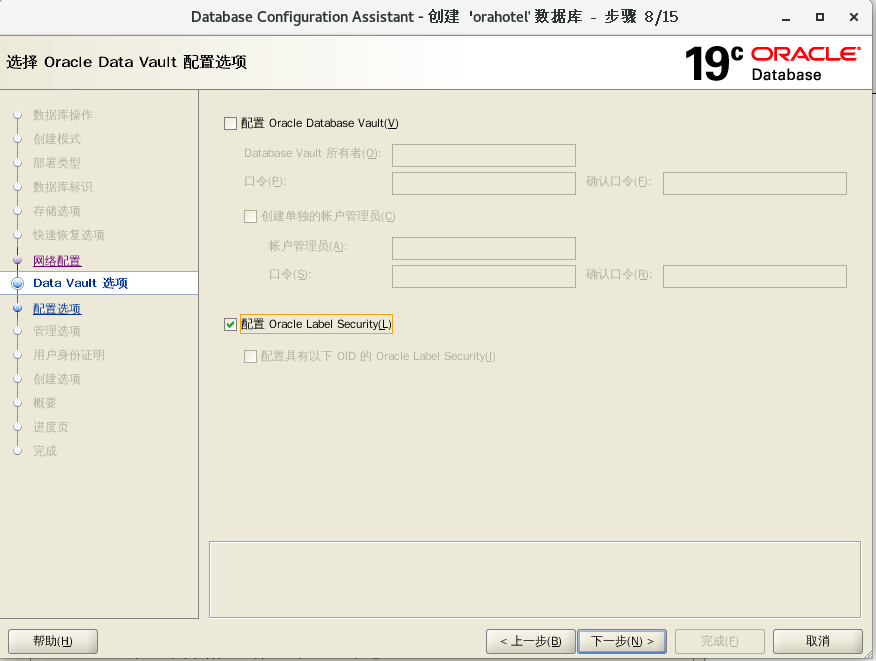 Database Configuration Assistant - 创建 'orahotel' 数据库 - 步骤 8/15
选择 Oracle Data Vault 配置选项
19c ORACLE
Database
数据库操作
创建模式
部署类型
数据库标识
存储选项
快速恢复选项
网络配置
Data Vault 选项
配置选项
管理选项
用户身份证明
创建选项
概要
进度页
完成
配置 Oracle Database Vault(V)
Database Vault 所有者(O):
口令(P): 确认口令(F):
创建单独的帐户管理员(C)
帐户管理员(A):
口令(S): 确认口令(R):
配置 Oracle Label Security(L)
配置具有以下 OID 的 Oracle Label Security(I)
帮助(H) < 上一步(B) 下一步(N) > 完成(F) 取消